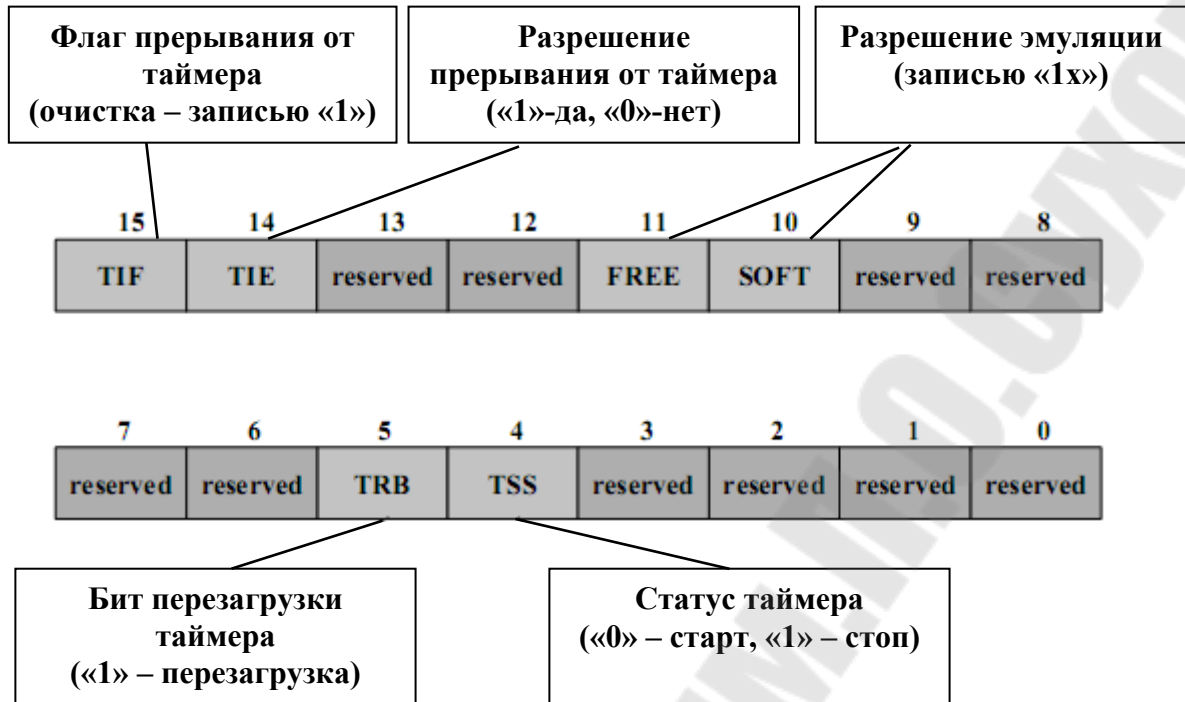 Флаг прерывания от
таймера
(очистка – записью «1»)
Разрешение
прерывания от таймера
(«1»-да, «0»-нет)
Разрешение эмуляции
(записью «1x»)
15 14 13 12 11 10 9 8
TIF TIE reserved reserved FREE SOFT reserved reserved
7 6 5 4 3 2 1 0
reserved reserved TRB TSS reserved reserved reserved reserved
Бит перезагрузки
таймера
(«1» – перезагрузка)
Статус таймера
(«0» – старт, «1» – стоп)